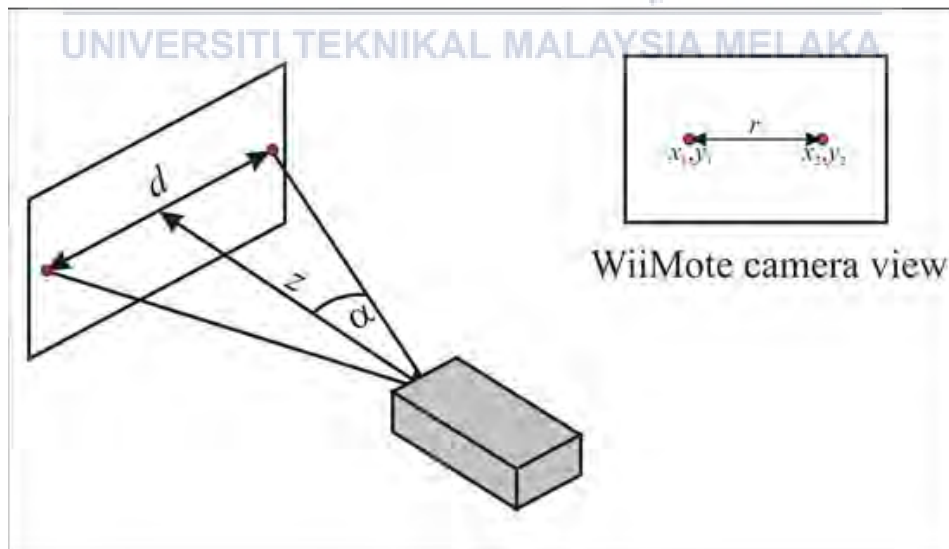 UNIVERSITI TEKNIKAL MALAYSIA MELAKA
d
z
α
r
x₁,y₁
x₂,y₂
WiiMote camera view